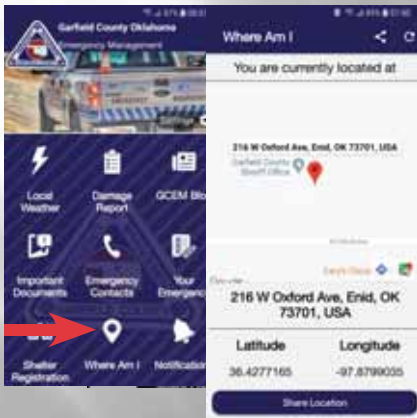 Garfield County Oklahoma
Emergency Management
Local
Weather
Damage
Report
GCEM Blo
Important
Documents
Emergency
Contacts
Your
Emergenc
Shelter
Registration
Where Am I
Notification
Where Am I
You are currently located at
216 W Oxford Ave, Enid, OK 73701, USA
Garfield County
Sheriff Office
216 W Oxford Ave, Enid, OK
73701, USA
Latitude
Longitude
36.4277165
-97.8799035
Share Location